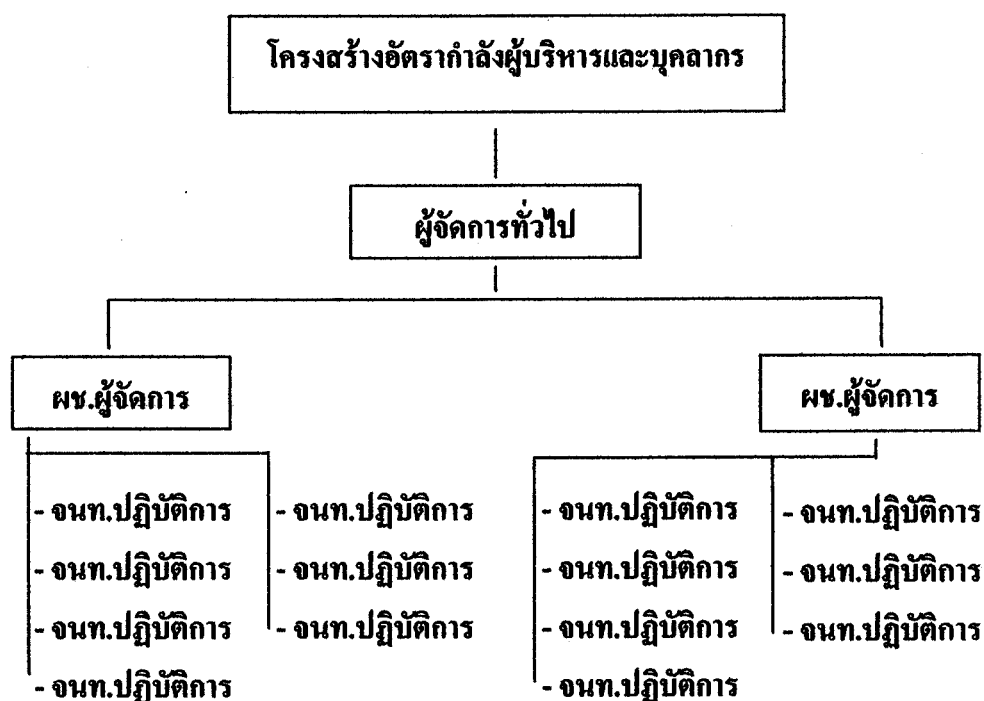 โครงสร้างอัตรากำลังผู้บริหารและบุคลากร
ผู้จัดการทั่วไป
ผช.ผู้จัดการ
ผช.ผู้จัดการ
- จนท.ปฏิบัติการ
- จนท.ปฏิบัติการ
- จนท.ปฏิบัติการ
- จนท.ปฏิบัติการ
- จนท.ปฏิบัติการ
- จนท.ปฏิบัติการ
- จนท.ปฏิบัติการ
- จนท.ปฏิบัติการ
- จนท.ปฏิบัติการ
- จนท.ปฏิบัติการ
- จนท.ปฏิบัติการ
- จนท.ปฏิบัติการ
- จนท.ปฏิบัติการ
- จนท.ปฏิบัติการ